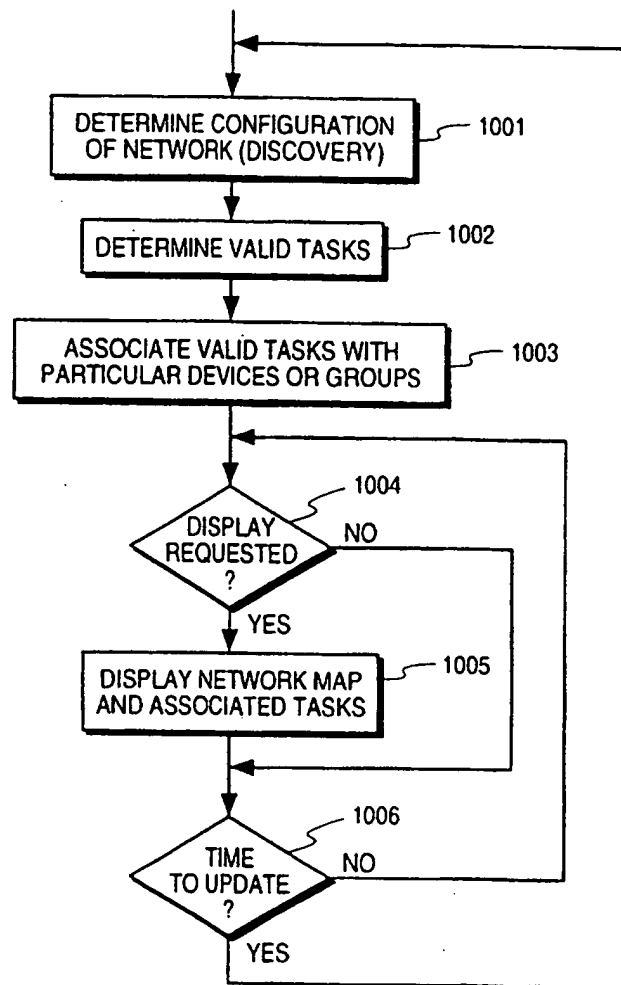 DETERMINE CONFIGURATION
OF NETWORK (DISCOVERY)
1001
DETERMINE VALID TASKS
1002
ASSOCIATE VALID TASKS WITH
PARTICULAR DEVICES OR GROUPS
1003
1004
DISPLAY
REQUESTED
?
NO
YES
DISPLAY NETWORK MAP
AND ASSOCIATED TASKS
1005
1006
TIME
TO UPDATE
?
NO
YES